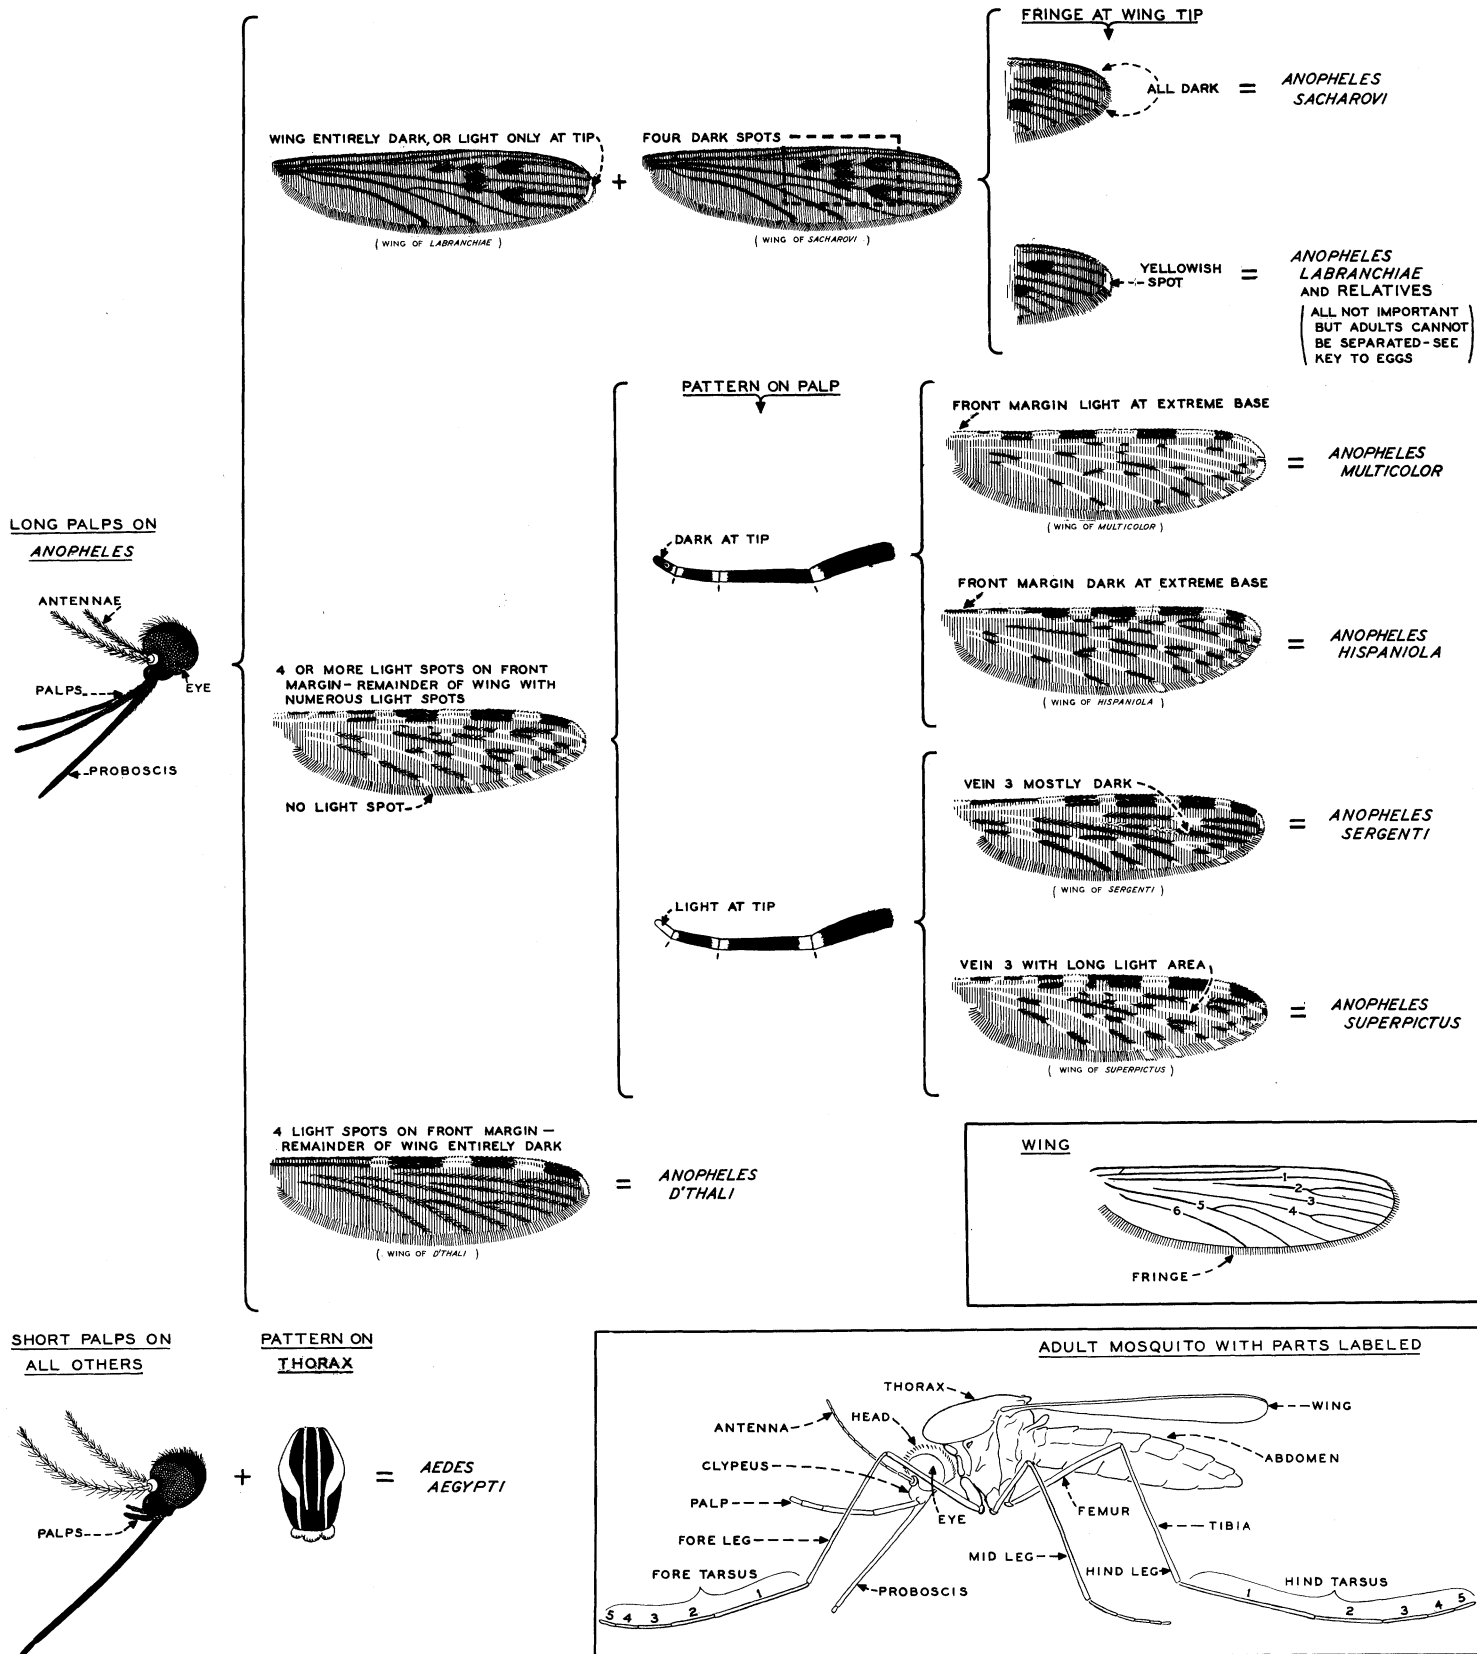 FRINGE AT WING TIP
ALL DARK
=
ANOPHELES
SACHAROVI
WING ENTIRELY DARK, OR LIGHT ONLY AT TIP
(WING OF LABRANCHIAE)
+
FOUR DARK SPOTS
(WING OF SACHAROVI)
YELLOWISH
SPOT
=
ANOPHELES
LABRANCHIAE
AND RELATIVES
(ALL NOT IMPORTANT
BUT ADULTS CANNOT
BE SEPARATED-SEE
KEY TO EGGS)
LONG PALPS ON
ANOPHELES
ANTENNAE
PALPS
EYE
PROBOSCIS
4 OR MORE LIGHT SPOTS ON FRONT
MARGIN-REMAINDER OF WING WITH
NUMEROUS LIGHT SPOTS
NO LIGHT SPOT
PATTERN ON PALP
DARK AT TIP
FRONT MARGIN LIGHT AT EXTREME BASE
(WING OF MULTICOLOR)
=
ANOPHELES
MULTICOLOR
FRONT MARGIN DARK AT EXTREME BASE
(WING OF HISPANIOLA)
=
ANOPHELES
HISPANIOLA
LIGHT AT TIP
VEIN 3 MOSTLY DARK
(WING OF SERGENTI)
=
ANOPHELES
SERGENTI
VEIN 3 WITH LONG LIGHT AREA
(WING OF SUPERPICTUS)
=
ANOPHELES
SUPERPICTUS
4 LIGHT SPOTS ON FRONT MARGIN —
REMAINDER OF WING ENTIRELY DARK
(WING OF D'THALI)
=
ANOPHELES
D'THALI
WING
1
2
3
4
5
6
FRINGE
SHORT PALPS ON
ALL OTHERS
PALPS
+
PATTERN ON
THORAX
=
AEDES
AEGYPTI
ADULT MOSQUITO WITH PARTS LABELED
THORAX
WING
ANTENNA
HEAD
ABDOMEN
CLYPEUS
PALP
EYE
FEMUR
FORE LEG
TIBIA
MID LEG
HIND LEG
FORE TARSUS
5 4 3 2 1
PROBOSCIS
HIND TARSUS
1 2 3 4 5